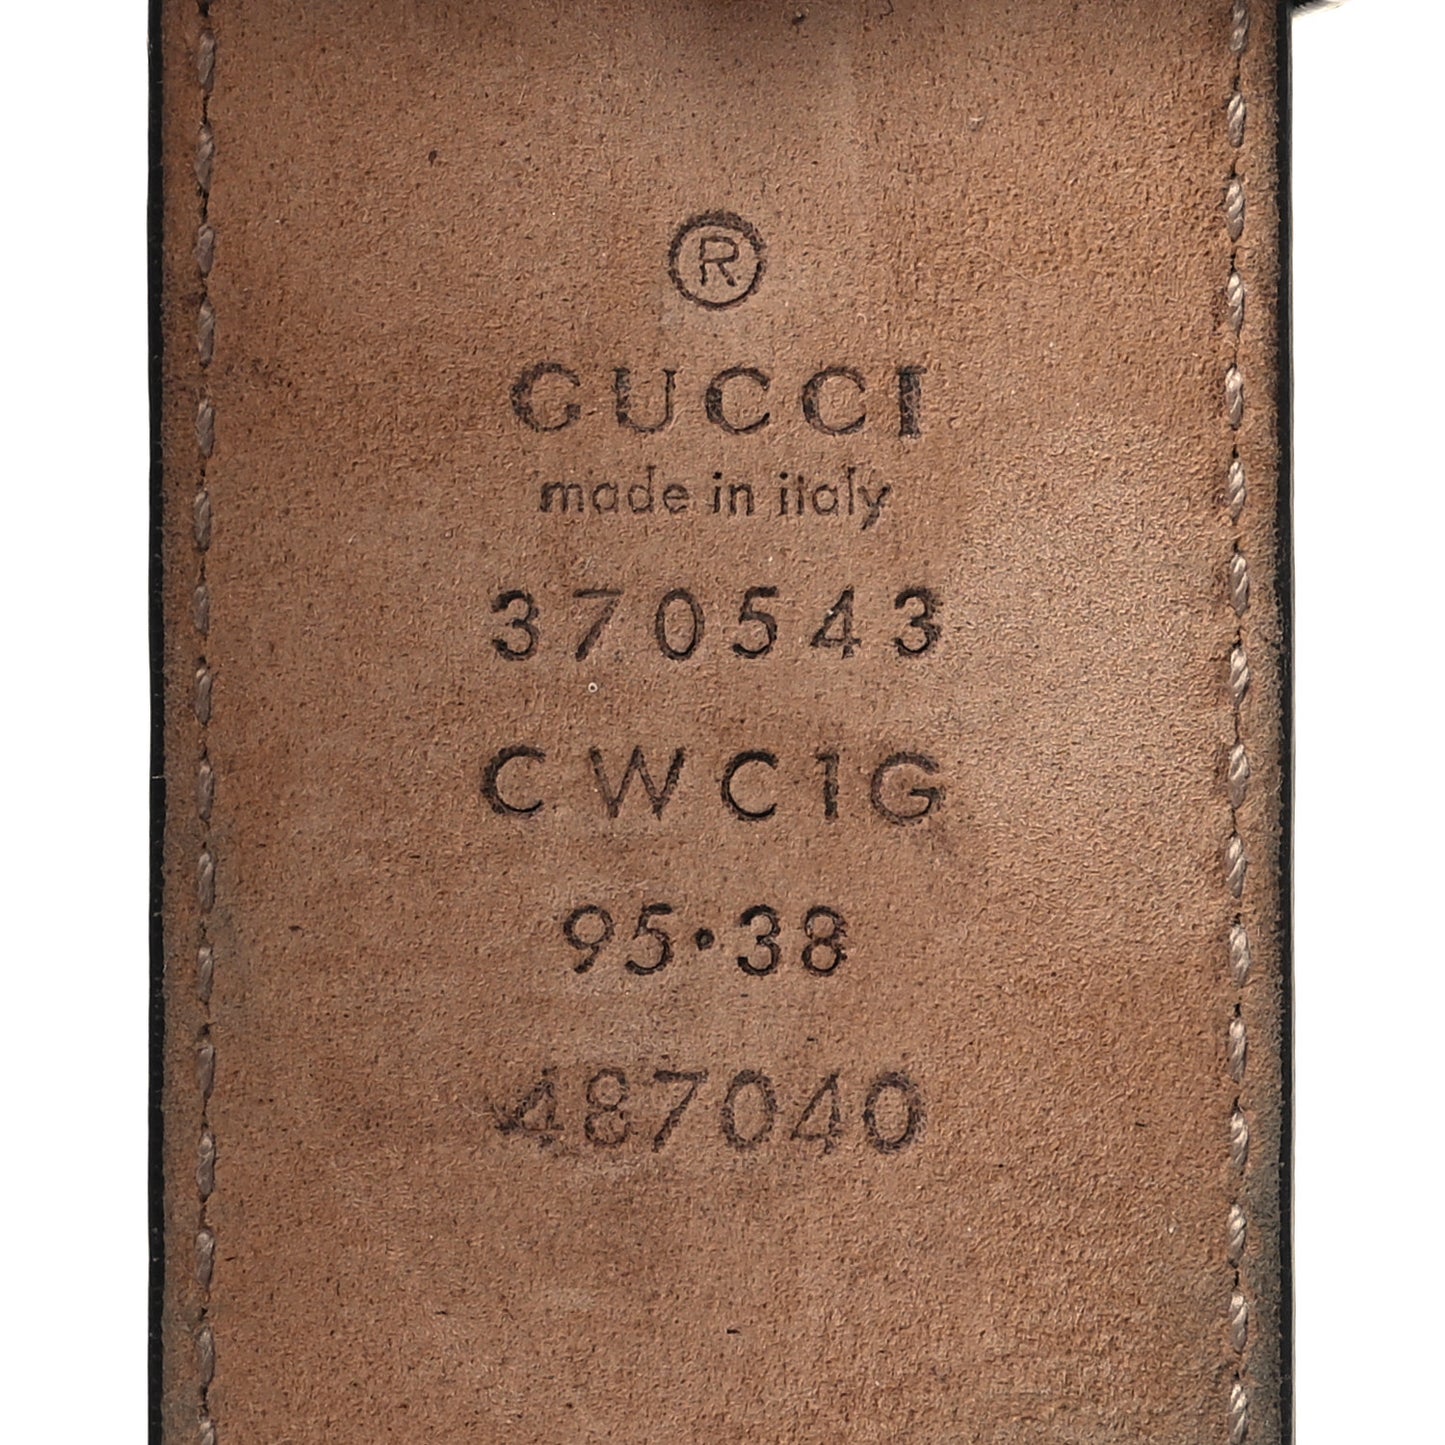 ®
GUCCI
made in italy
370543
CWC1G
95·38
487040